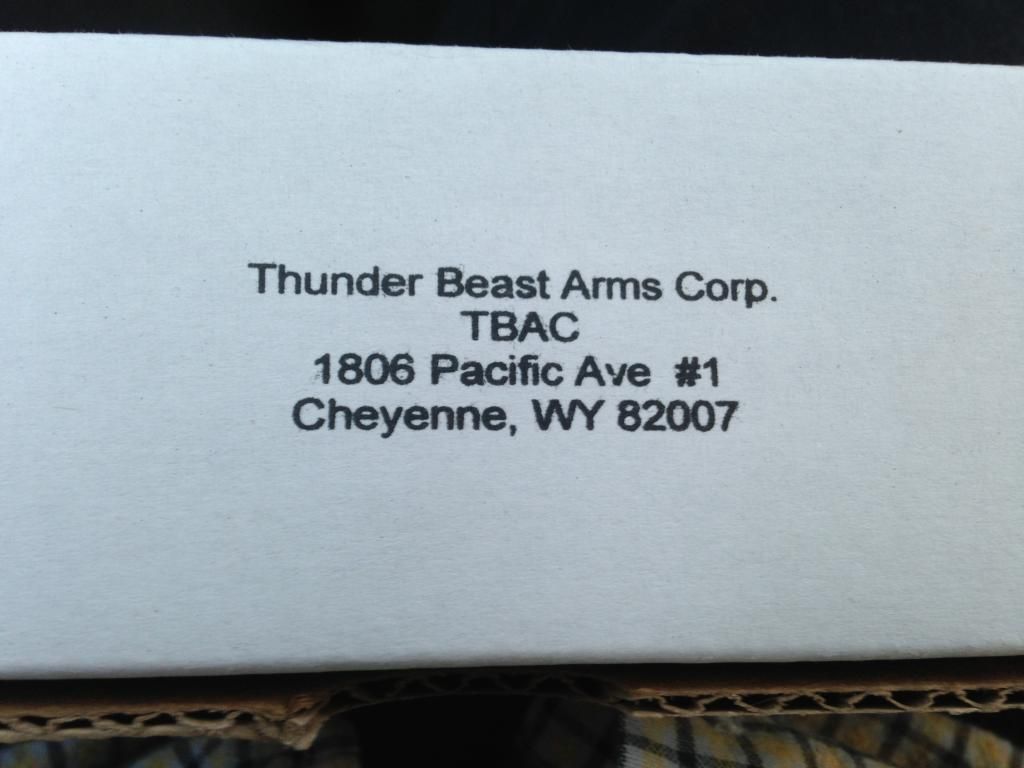 Thunder Beast Arms Corp.
TBAC
1806 Pacific Ave #1
Cheyenne, WY 82007